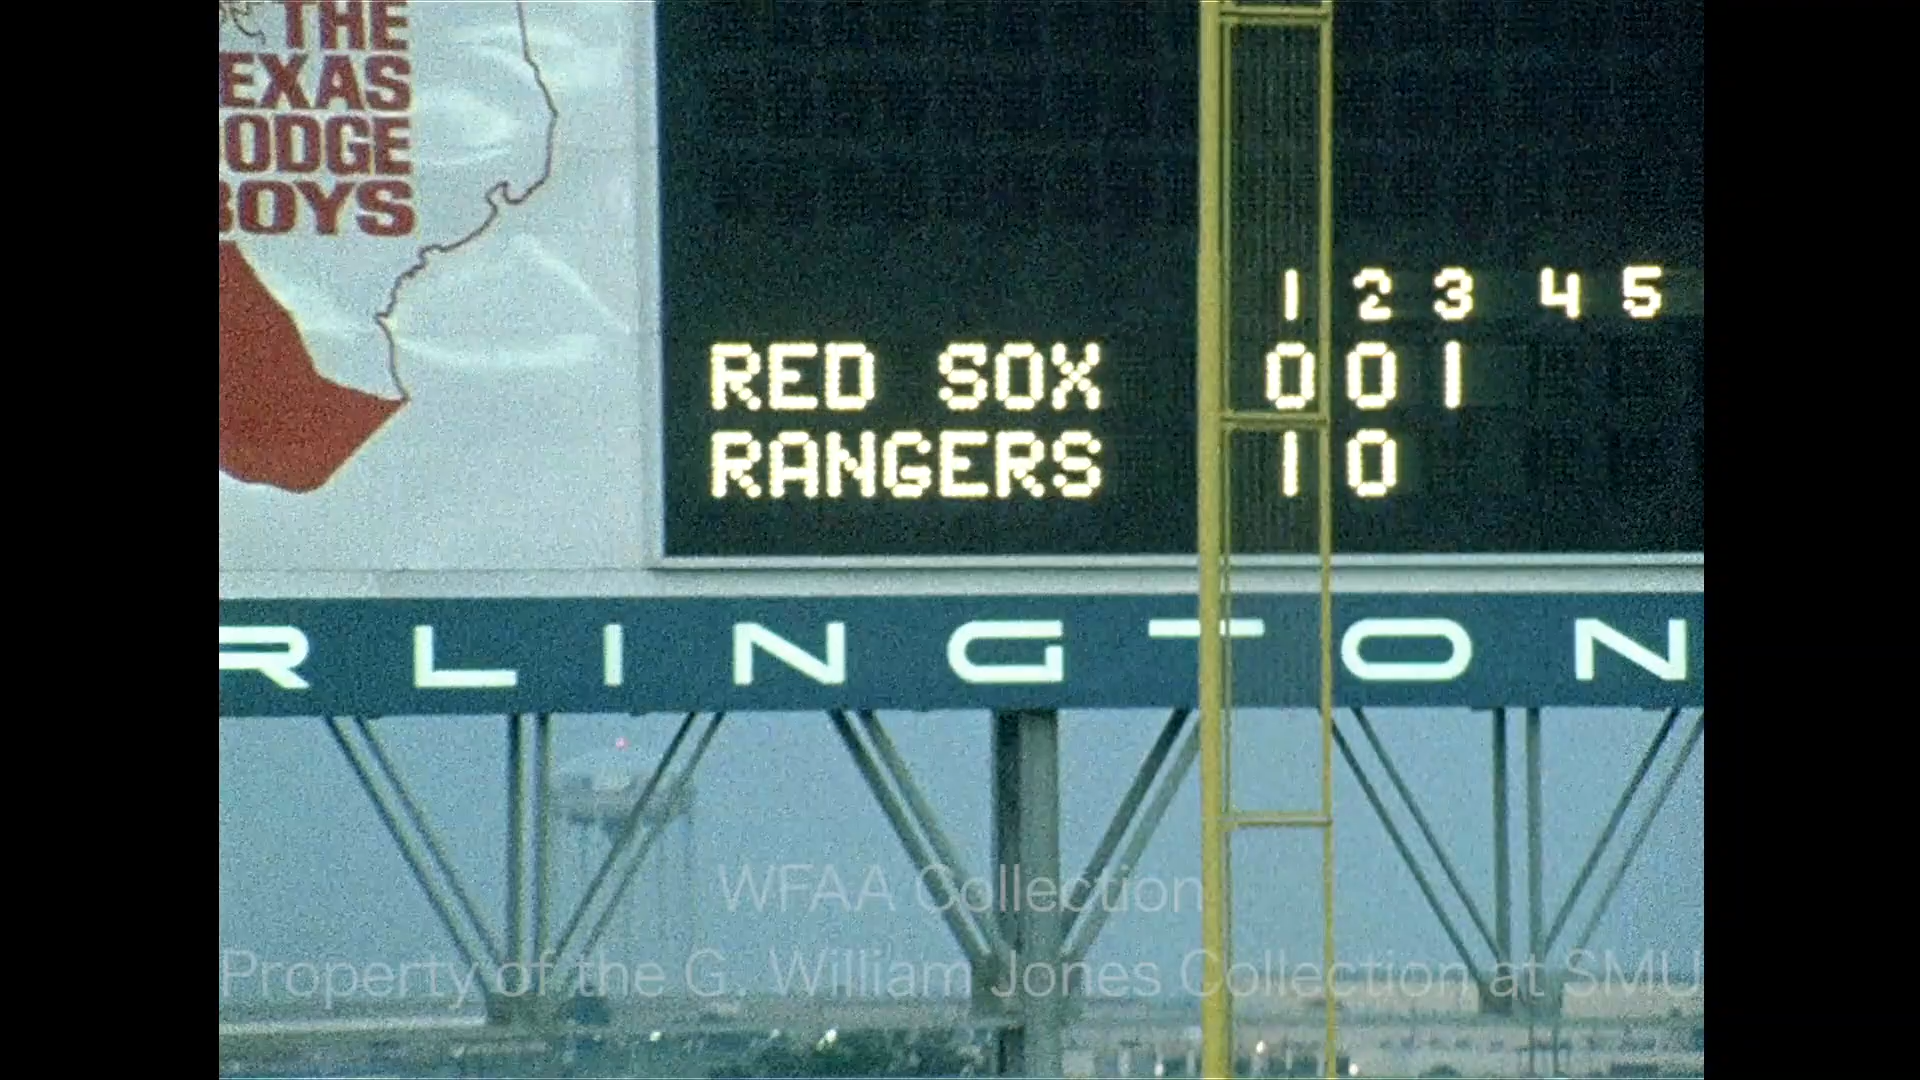 THE
EXAS
ODGE
BOYS
1 2 3 4 5
RED SOX 0 0 1
RANGERS 1 0
RLINGTON
WFAA Collection
Property of the G. William Jones Collection at SMU